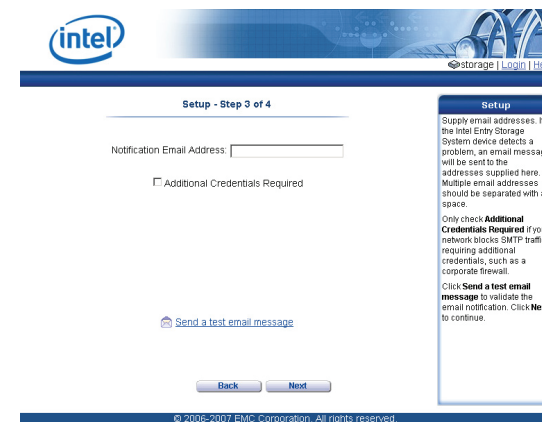 intel
storage | Login | He
Setup - Step 3 of 4
Notification Email Address:
Additional Credentials Required
Send a test email message
Back Next
Setup
Supply email addresses. I
the Intel Entry Storage
System device detects a
problem, an email messag
will be sent to the
addresses supplied here.
Multiple email addresses
should be separated with a
space.
Only check Additional
Credentials Required if yo
network blocks SMTP traffi
requiring additional
credentials, such as a
corporate firewall.
Click Send a test email
message to validate the
email notification. Click Ne
to continue.
© 2006-2007 EMC Corporation. All rights reserved.